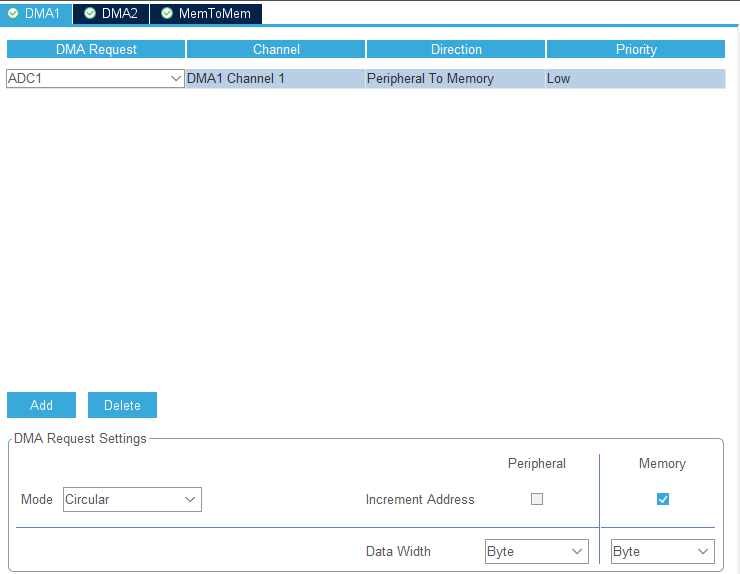 DMA1 DMA2 MemToMem
DMA Request Channel Direction Priority
ADC1 DMA1 Channel 1 Peripheral To Memory Low
Add Delete
DMA Request Settings
Peripheral Memory
Mode Circular Increment Address
Data Width Byte Byte